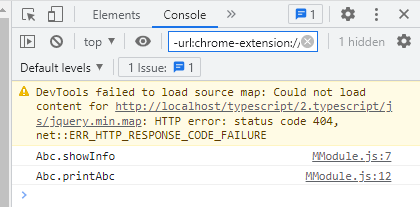 Elements Console » 1
top -url:chrome-extension:// 1 hidden
Default levels 1 Issue: 1
DevTools failed to load source map: Could not load
content for http://localhost/typescript/2.typescript/j
s/jquery.min.map: HTTP error: status code 404,
net::ERR_HTTP_RESPONSE_CODE_FAILURE
Abc.showInfo MModule.js:7
Abc.printAbc MModule.js:12
>